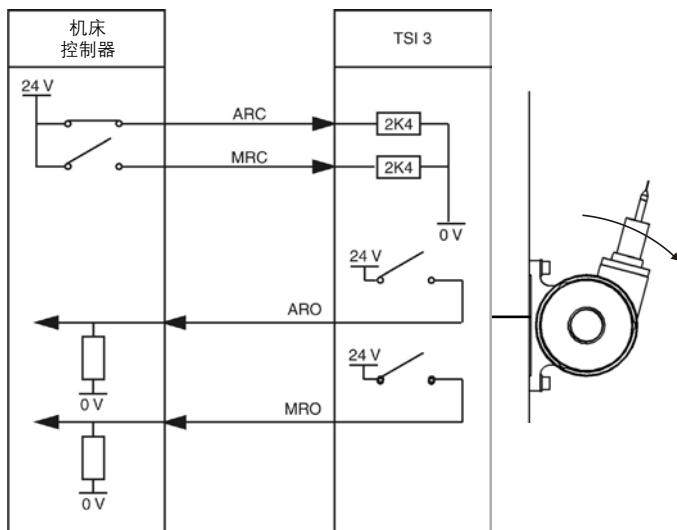 机床
控制器
TSI 3
24 V
ARC
2K4
MRC
2K4
0 V
24 V
ARO
0 V
24 V
MRO
0 V